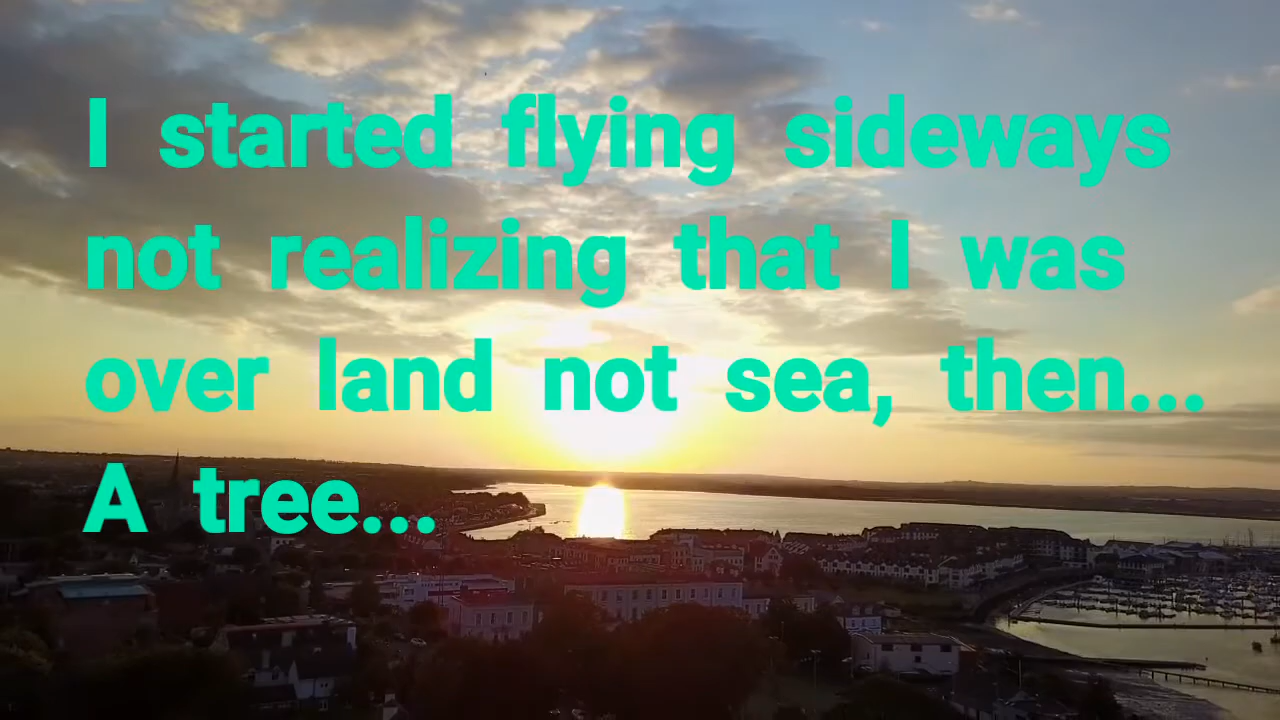 I started flying sideways
not realizing that I was
over land not sea, then...
A tree...